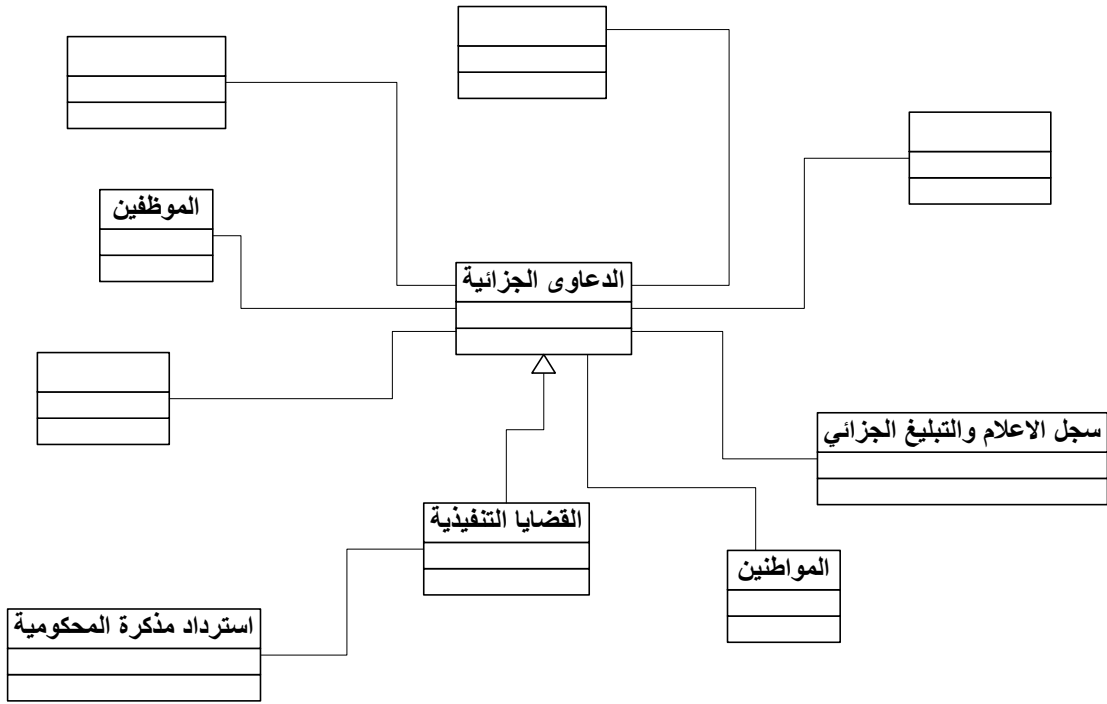 الموظفين
الدعاوى الجزائية
سجل الاعلام والتبليغ الجزائي
القضايا التنفيذية
المواطنين
استرداد مذكرة المحكومية